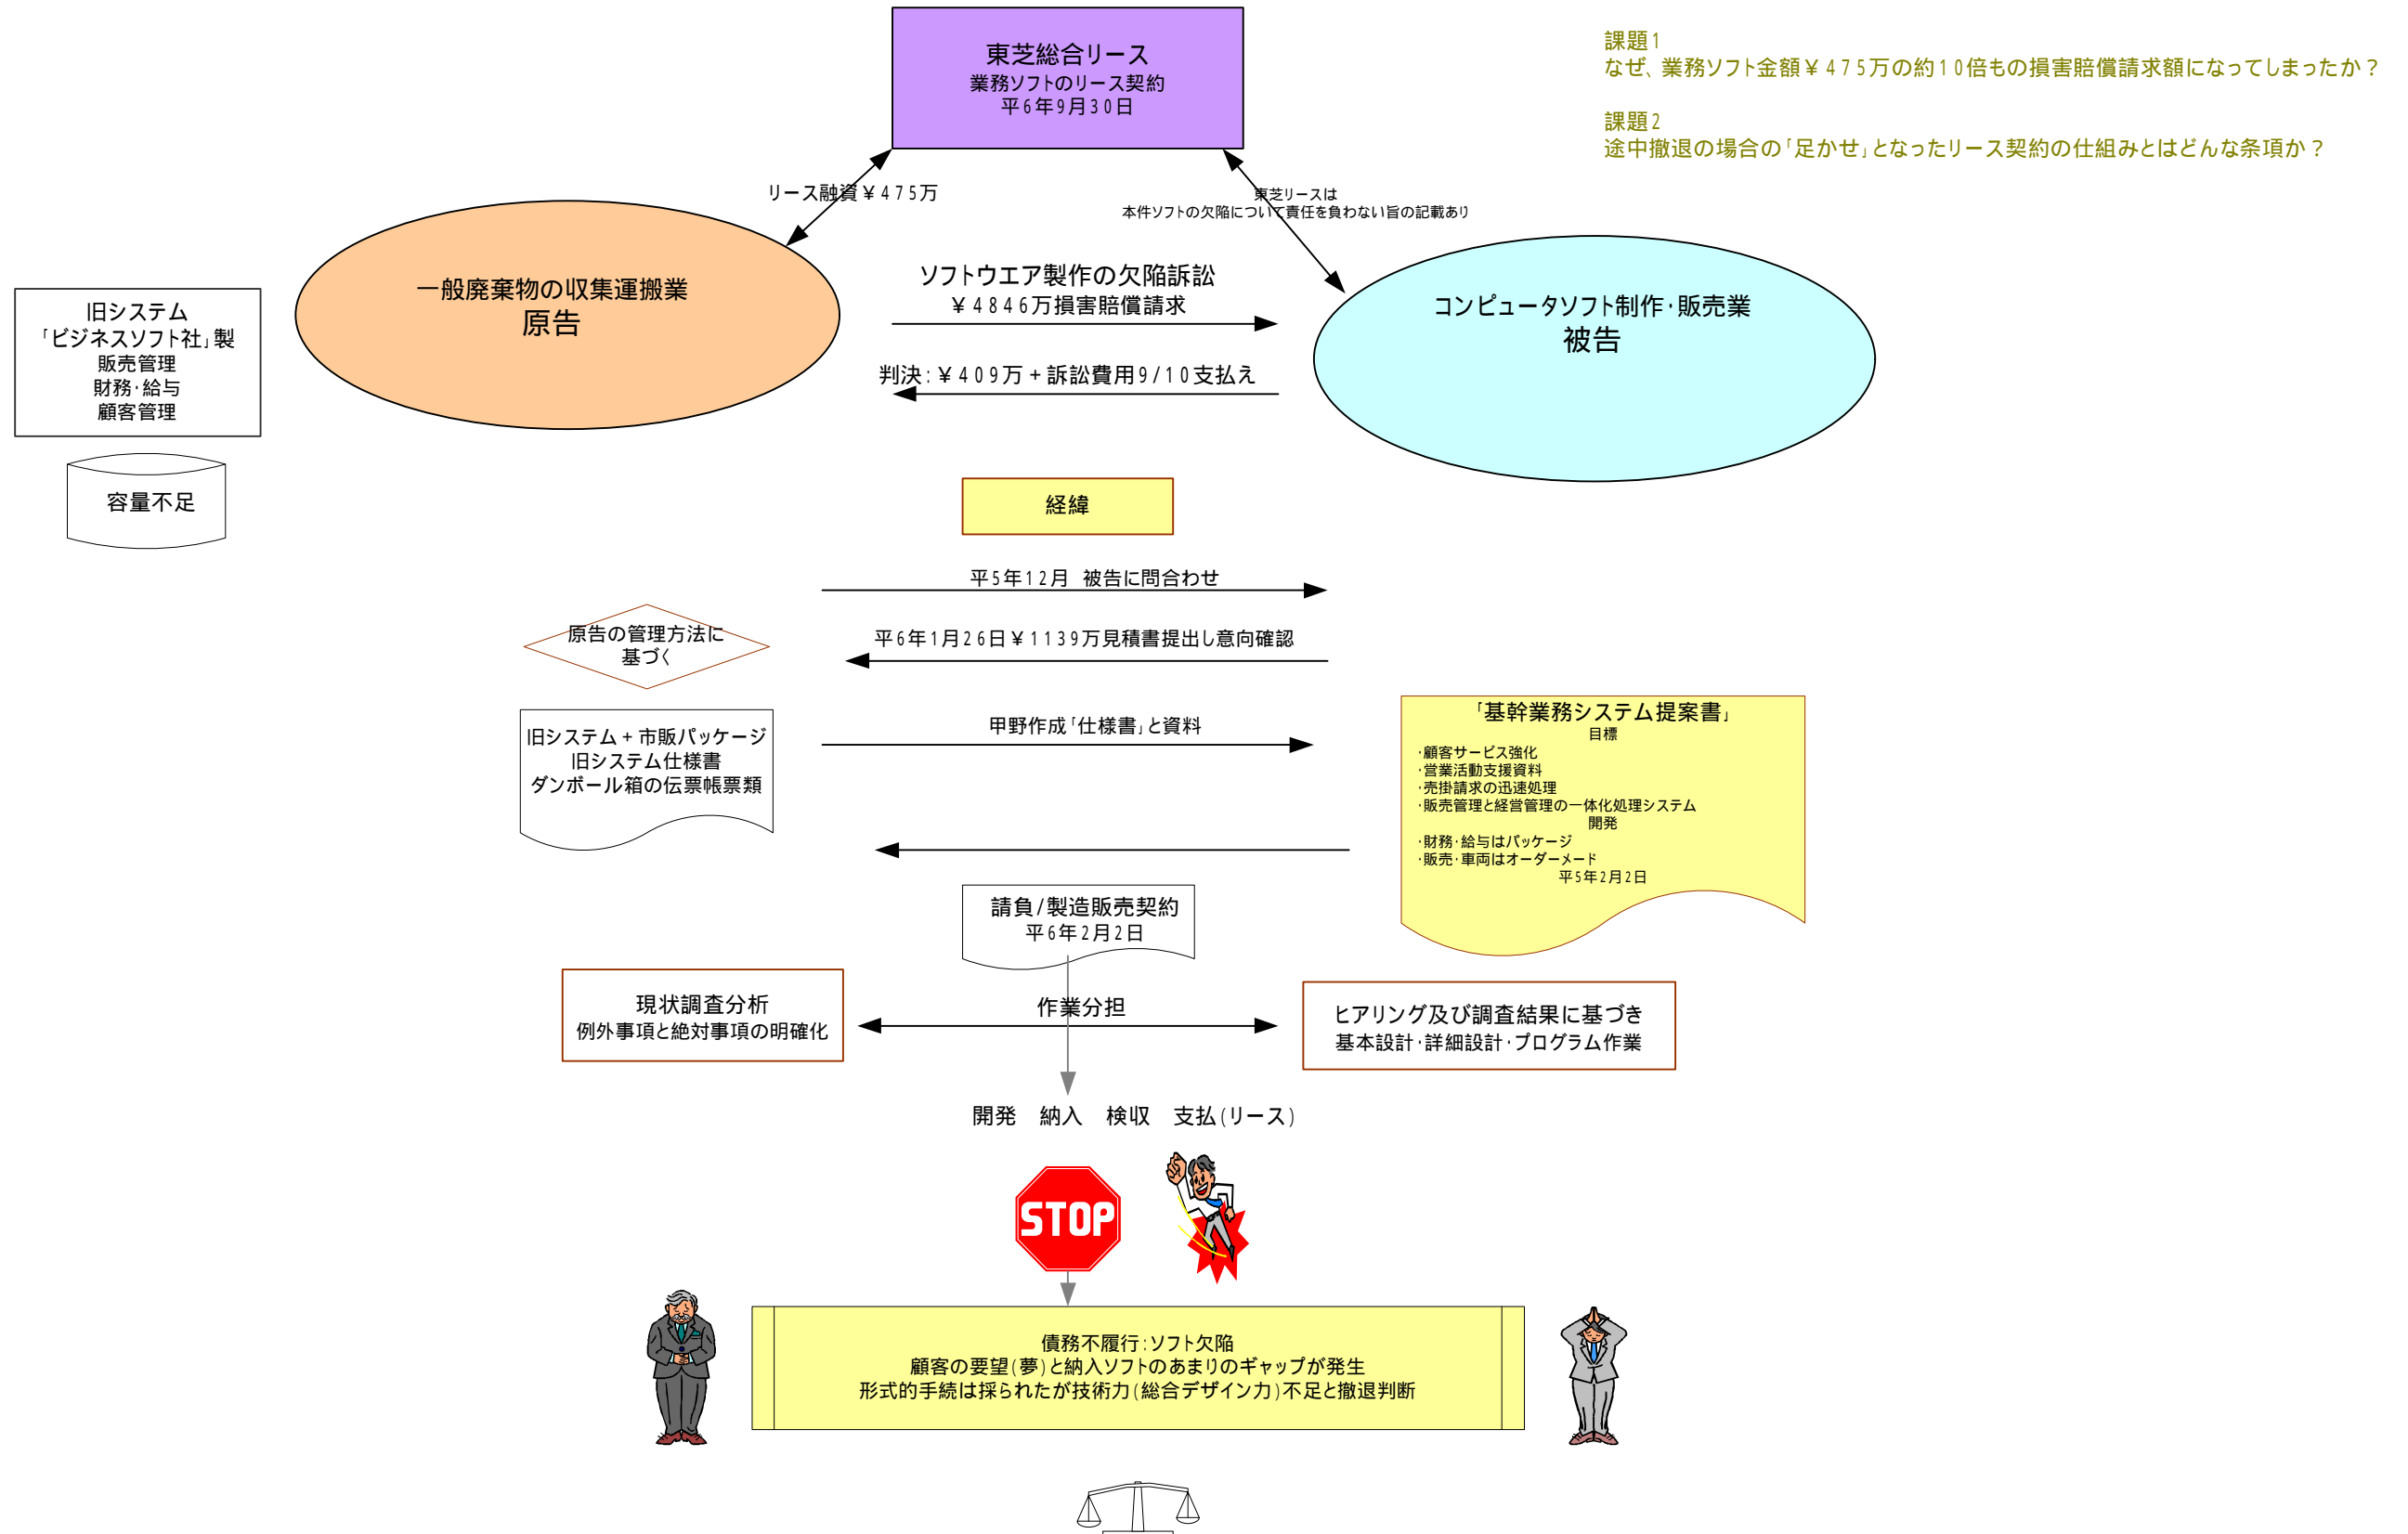 東芝総合リース
業務ソフトのリース契約
平6年9月30日
課題1
なぜ、業務ソフト金額￥475万の約10倍もの損害賠償請求額になってしまったか？
課題2
途中撤退の場合の「足かせ」となったリース契約の仕組みとはどんな条項か？
リース融資￥475万
東芝リースは
本件ソフトの欠陥について責任を負わない旨の記載あり
旧システム
「ビジネスソフト社」製
販売管理
財務・給与
顧客管理
容量不足
一般廃棄物の収集運搬業
原告
ソフトウエア製作の欠陥訴訟
￥4846万損害賠償請求
判決：￥409万＋訴訟費用9/10支払え
コンピュータソフト制作・販売業
被告
経緯
平5年12月 被告に問合わせ
原告の管理方法に
基づく
平6年1月26日￥1139万見積書提出し意向確認
旧システム＋市販パッケージ
旧システム仕様書
ダンボール箱の伝票帳票類
甲野作成「仕様書」と資料
「基幹業務システム提案書」
目標
・顧客サービス強化
・営業活動支援資料
・売掛請求の迅速処理
・販売管理と経営管理の一体化処理システム
開発
・財務・給与はパッケージ
・販売・車両はオーダーメード
平5年2月2日
請負/製造販売契約
平6年2月2日
現状調査分析
例外事項と絶対事項の明確化
作業分担
ヒアリング及び調査結果に基づき
基本設計・詳細設計・プログラム作業
開発　納入　検収　支払(リース)
STOP
債務不履行：ソフト欠陥
顧客の要望(夢)と納入ソフトのあまりのギャップが発生
形式的手続は採られたが技術力(総合デザイン力)不足と撤退判断